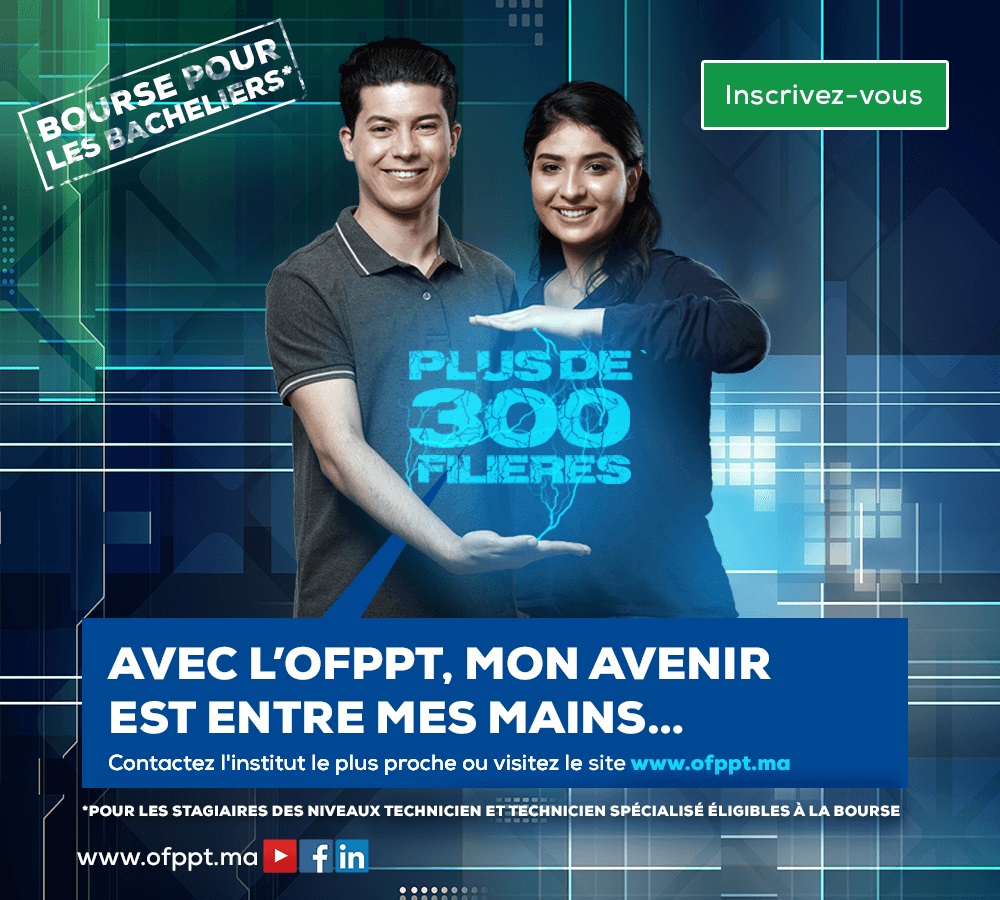 BOURSE POUR
LES BACHELIERS*
Inscrivez-vous
PLUS DE
300
FILIERES
AVEC L'OFPPT, MON AVENIR
EST ENTRE MES MAINS...
Contactez l'institut le plus proche ou visitez le site www.ofppt.ma
*POUR LES STAGIAIRES DES NIVEAUX TECHNICIEN ET TECHNICIEN SPÉCIALISÉ ÉLIGIBLES À LA BOURSE
www.ofppt.ma f in